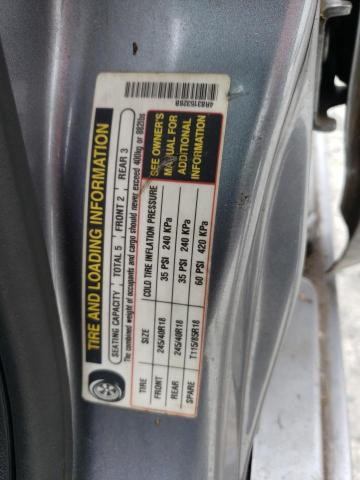 4R83153268
TIRE AND LOADING INFORMATION
SEATING CAPACITY TOTAL 5 FRONT 2 REAR 3
The combined weight of occupants and cargo should never exceed 400kg or 882lbs
TIRE SIZE COLD TIRE INFLATION PRESSURE
FRONT 245/40R18 35 PSI 240 KPa
REAR 245/40R18 35 PSI 240 KPa
SPARE T115/85R18 60 PSI 420 KPa
SEE OWNER'S
MANUAL FOR
ADDITIONAL
INFORMATION